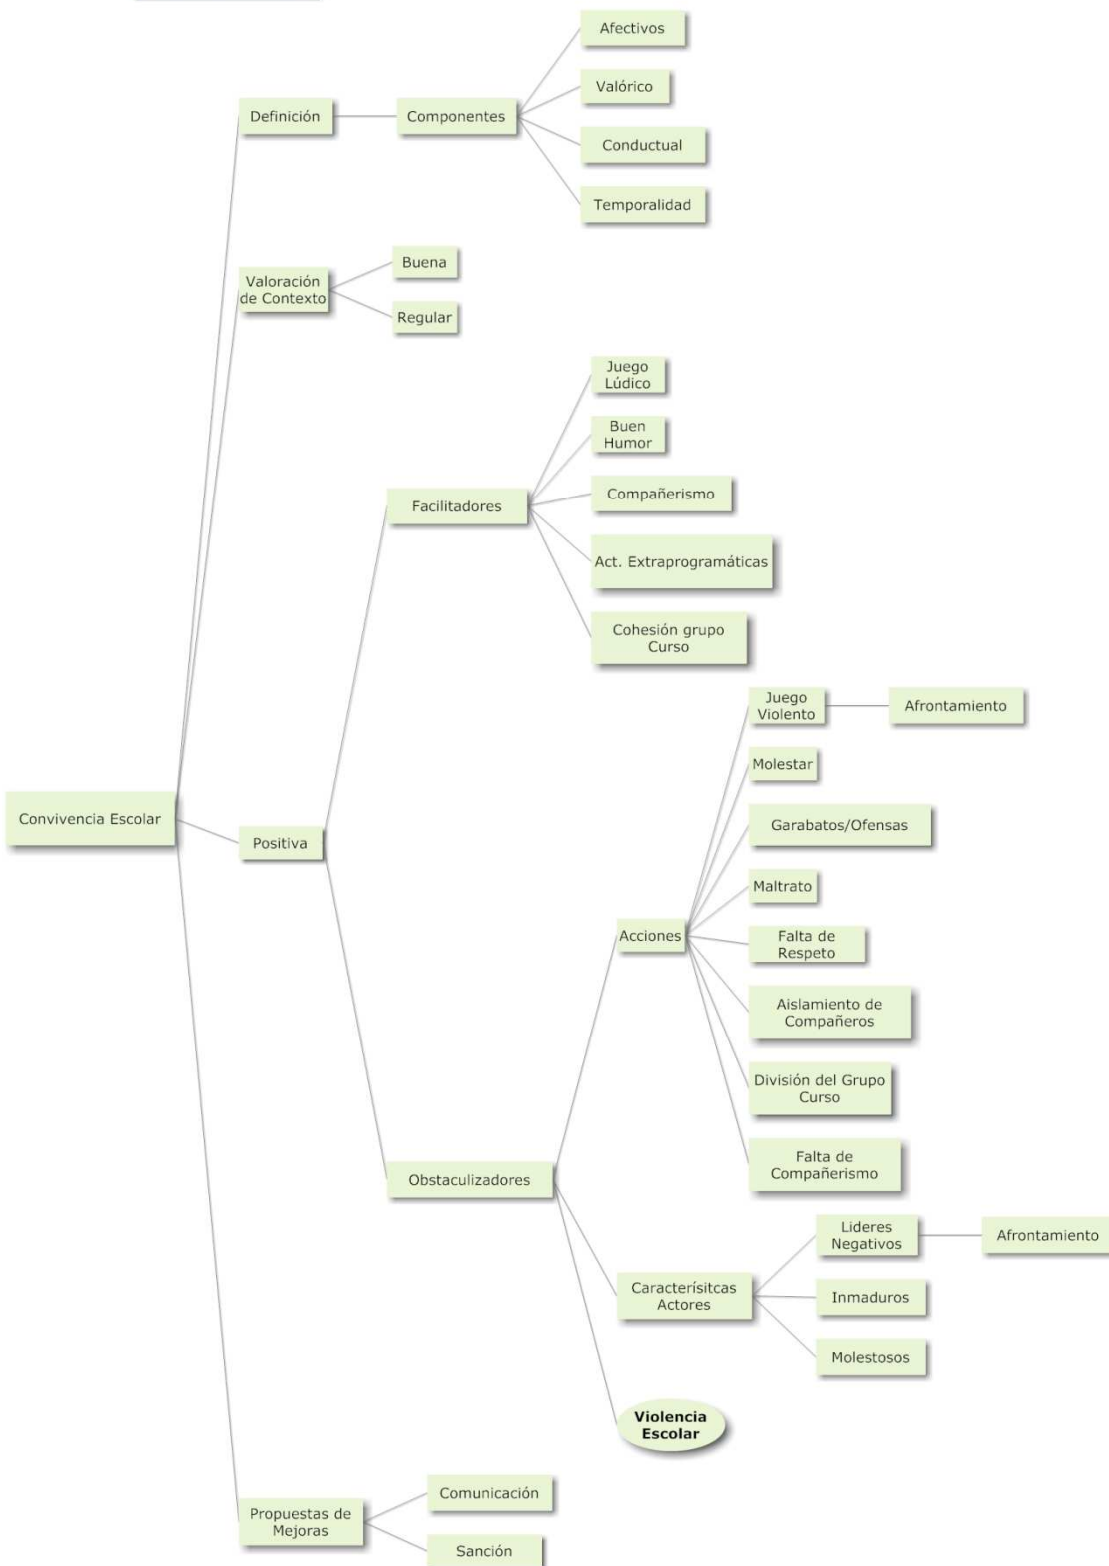 Afectivos
Valórico
Definición
Componentes
Conductual
Temporalidad
Buena
Valoración
de Contexto
Regular
Juego
Lúdico
Buen
Humor
Compañerismo
Facilitadores
Act. Extraprogramáticas
Cohesión grupo
Curso
Juego
Violento
Afrontamiento
Molestar
Convivencia Escolar
Garabatos/Ofensas
Positiva
Maltrato
Acciones
Falta de
Respeto
Aislamiento de
Compañeros
División del Grupo
Curso
Falta de
Compañerismo
Obstaculizadores
Lideres
Negativos
Afrontamiento
Caracterísitcas
Actores
Inmaduros
Molestosos
Violencia
Escolar
Comunicación
Propuestas de
Mejoras
Sanción